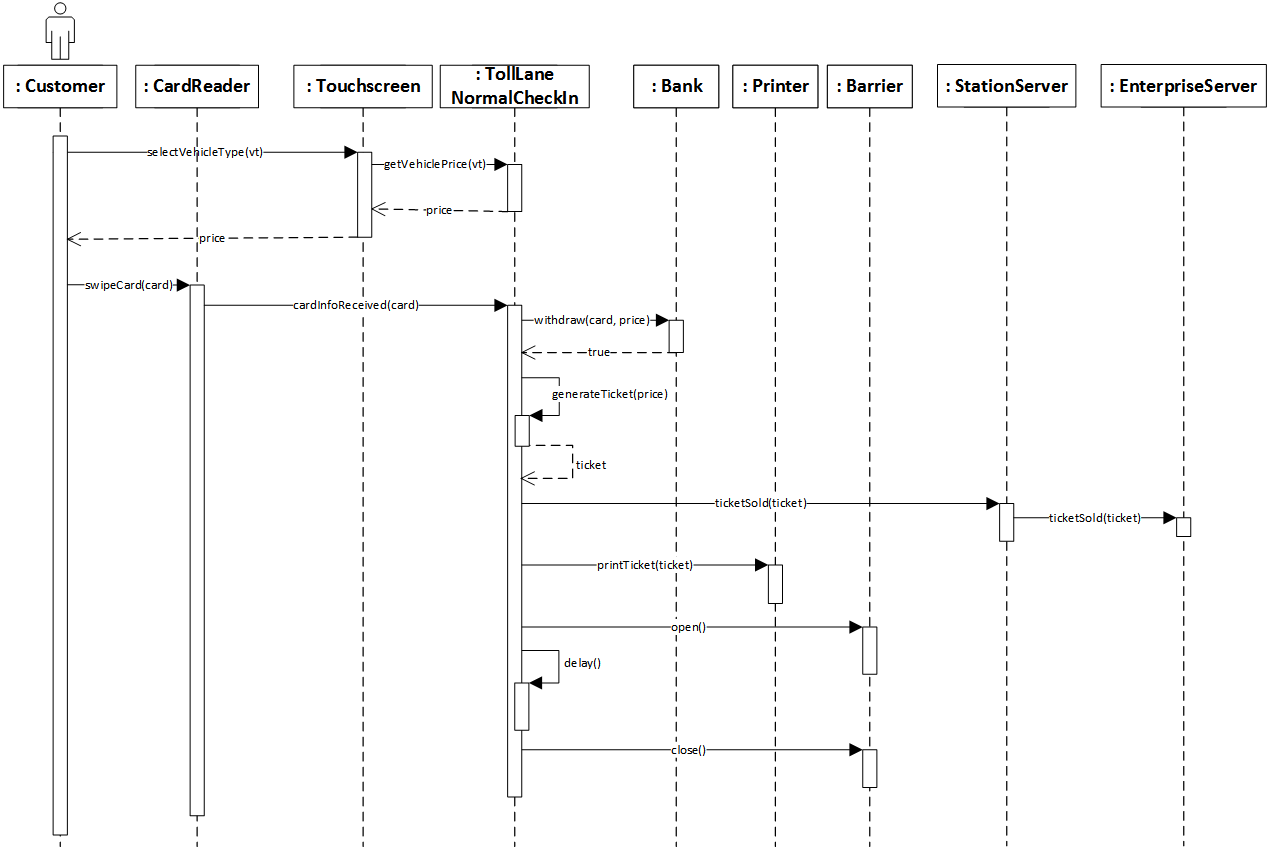 : Customer
: CardReader
: Touchscreen
: TollLane
NormalCheckIn
: Bank
: Printer
: Barrier
: StationServer
: EnterpriseServer
selectVehicleType(vt)
getVehiclePrice(vt)
price
price
swipeCard(card)
cardInfoReceived(card)
withdraw(card, price)
true
generateTicket(price)
ticket
ticketSold(ticket)
ticketSold(ticket)
printTicket(ticket)
open()
delay()
close()